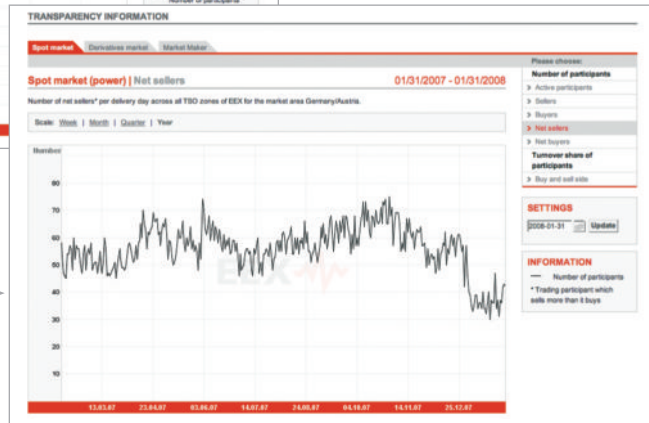 Number of participants
TRANSPARENCY INFORMATION
Spot market
Derivatives market
Market Maker
Spot market (power) | Net sellers
01/31/2007 - 01/31/2008
Number of net sellers* per delivery day across all TSO zones of EEX for the market area Germany/Austria.
Scale: Week | Month | Quarter | Year
Number
80
70
60
50
40
30
20
10
EEX
13.03.07 23.04.07 03.06.07 14.07.07 24.08.07 04.10.07 14.11.07 25.12.07
Please choose:
Number of participants
> Active participants
> Sellers
> Buyers
> Net sellers
> Net buyers
Turnover share of
participants
> Buy and sell side
SETTINGS
2008-01-31 Update
INFORMATION
— Number of participants
* Trading participant which
sells more than it buys